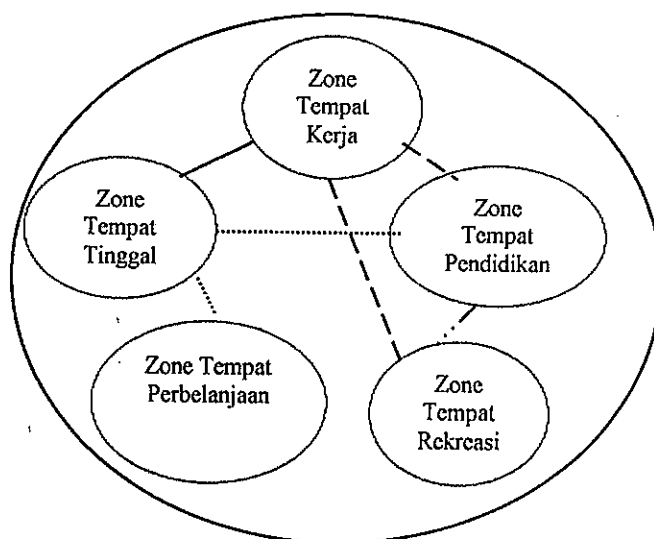 Zone
Tempat
Kerja
Zone
Tempat
Tinggal
Zone
Tempat
Pendidikan
Zone Tempat
Perbelanjaan
Zone
Tempat
Rekreasi